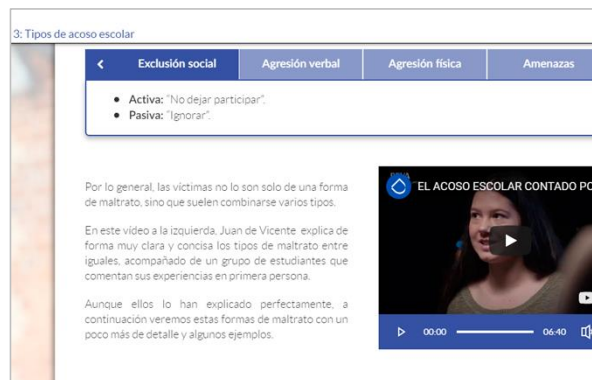 3: Tipos de acoso escolar
Exclusión social
Agresión verbal
Agresión física
Amenazas
Activa: "No dejar participar".
Pasiva: "Ignorar".
Por lo general, las víctimas no lo son solo de una forma
de maltrato, sino que suelen combinarse varios tipos.
En este vídeo a la izquierda, Juan de Vicente explica de
forma muy clara y concisa los tipos de maltrato entre
iguales, acompañado de un grupo de estudiantes que
comentan sus experiencias en primera persona.
Aunque ellos lo han explicado perfectamente, a
continuación veremos estas formas de maltrato con un
poco más de detalle y algunos ejemplos.
EL ACOSO ESCOLAR CONTADO PO
00:00
06:40